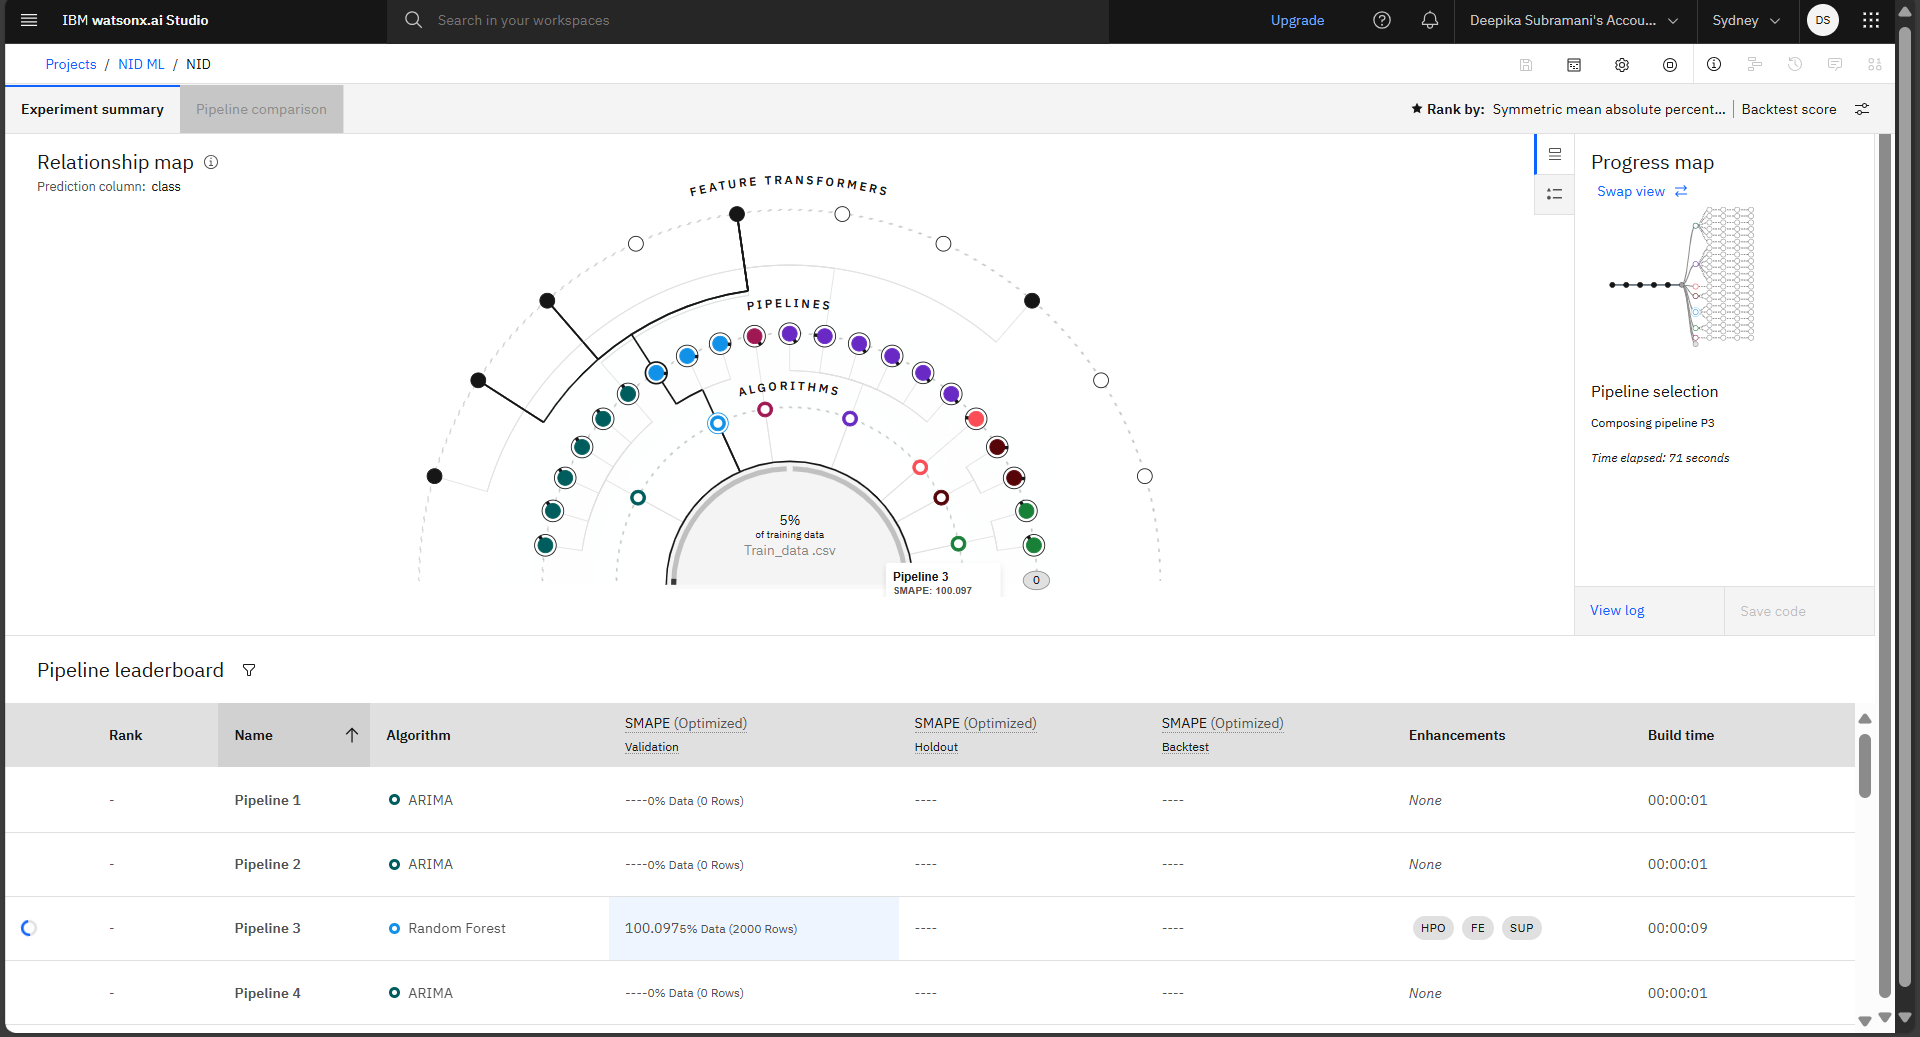 IBM watsonx.ai Studio
Search in your workspaces
Upgrade
Deepika Subramani's Accou...
Sydney
DS
Projects / NID ML / NID
Experiment summary
Pipeline comparison
Rank by: Symmetric mean absolute percent... | Backtest score
Relationship map
Prediction column: class
FEATURE TRANSFORMERS
PIPELINES
ALGORITHMS
5%
of training data
Train_data .csv
Pipeline 3
SMAPE: 100.097
0
Progress map
Swap view
Pipeline selection
Composing pipeline P3
Time elapsed: 71 seconds
View log
Save code
Pipeline leaderboard
Rank Name Algorithm SMAPE (Optimized) Validation SMAPE (Optimized) Holdout SMAPE (Optimized) Backtest Enhancements Build time
- Pipeline 1 ARIMA ----0% Data (0 Rows) ---- ---- None 00:00:01
- Pipeline 2 ARIMA ----0% Data (0 Rows) ---- ---- None 00:00:01
- Pipeline 3 Random Forest 100.0975% Data (2000 Rows) ---- ---- HPO FE SUP 00:00:09
- Pipeline 4 ARIMA ----0% Data (0 Rows) ---- ---- None 00:00:01